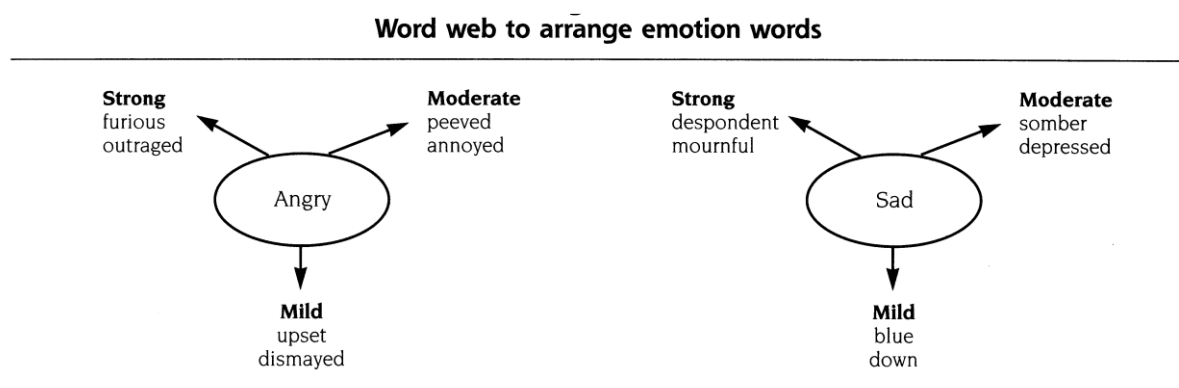 Word web to arrange emotion words
Strong
furious
outraged
Moderate
peeved
annoyed
Angry
Mild
upset
dismayed
Strong
despondent
mournful
Moderate
somber
depressed
Sad
Mild
blue
down